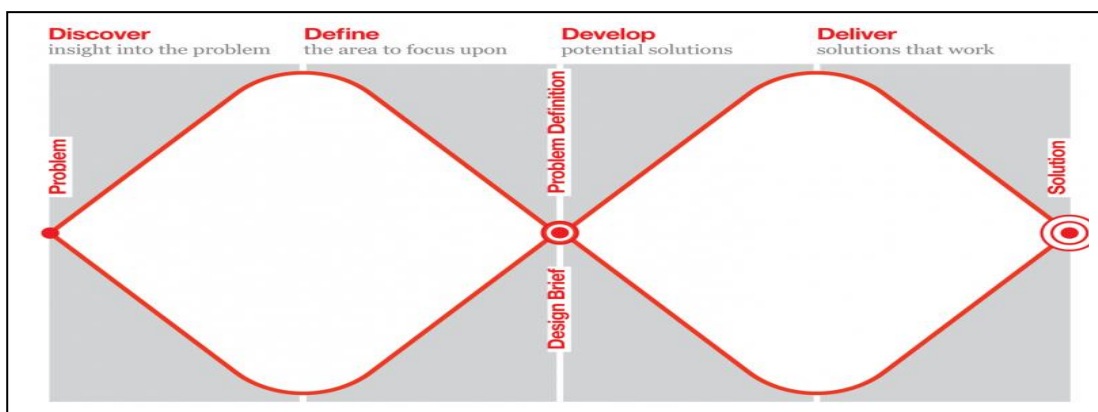 Discover
insight into the problem
Define
the area to focus upon
Develop
potential solutions
Deliver
solutions that work
Problem
Problem Definition
Design Brief
Solution